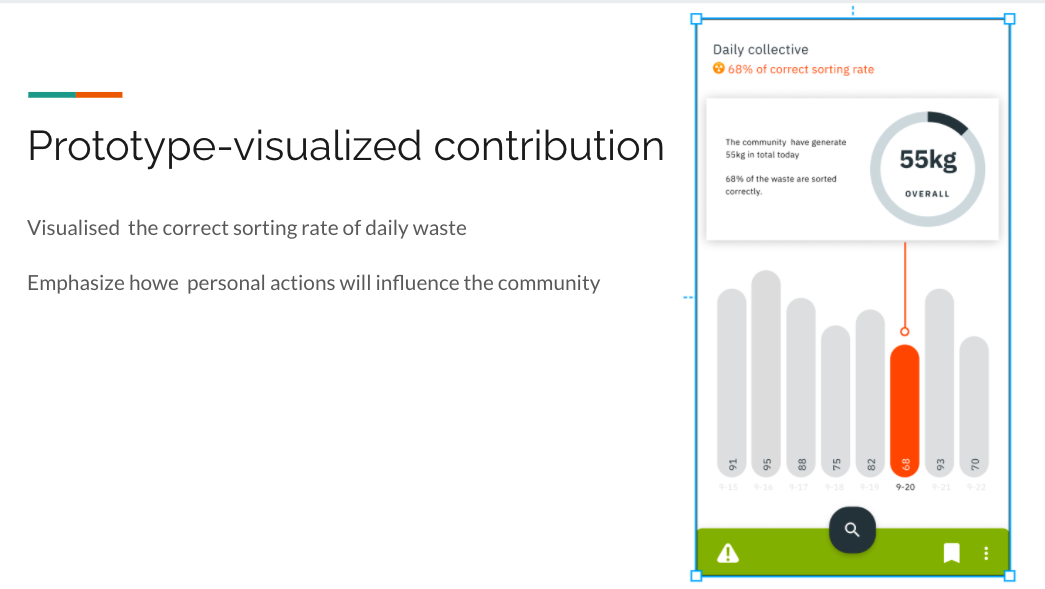 Prototype-visualized contribution
Visualised the correct sorting rate of daily waste
Emphasize howe personal actions will influence the community
Daily collective
68% of correct sorting rate
The community have generate
55kg in total today
68% of the waste are sorted
correctly.
55kg
OVERALL
91 95 88 75 82 68 93 70
9-15 9-16 9-17 9-18 9-19 9-20 9-21 9-22